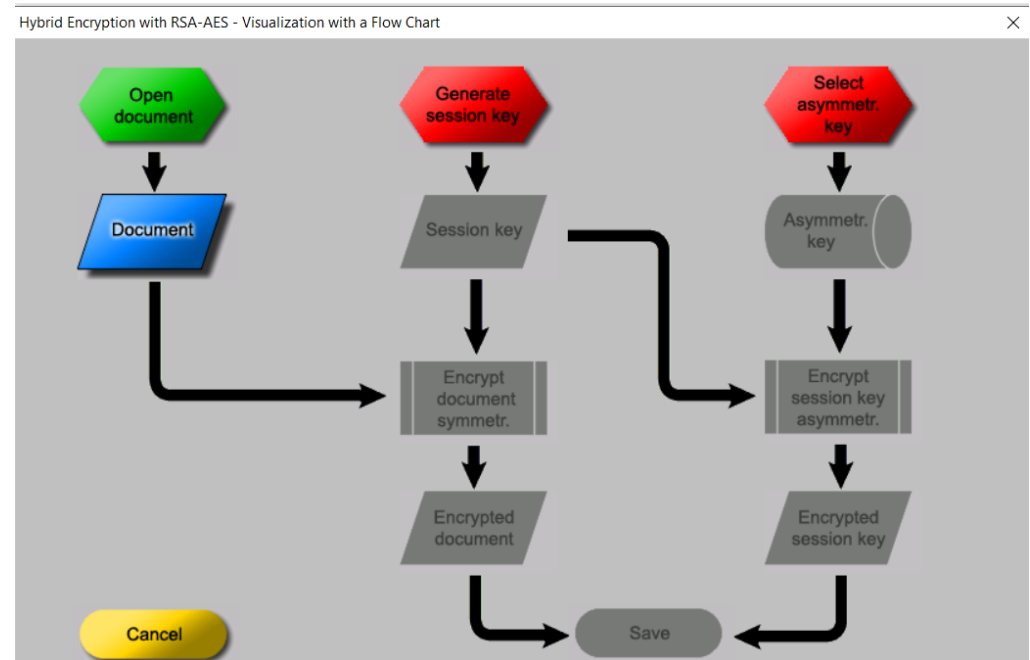 Hybrid Encryption with RSA-AES - Visualization with a Flow Chart
Open
document
Generate
session key
Select
asymmetr.
key
Document
Session key
Asymmetr.
key
Encrypt
document
symmetr.
Encrypt
session key
asymmetr.
Encrypted
document
Encrypted
session key
Cancel
Save